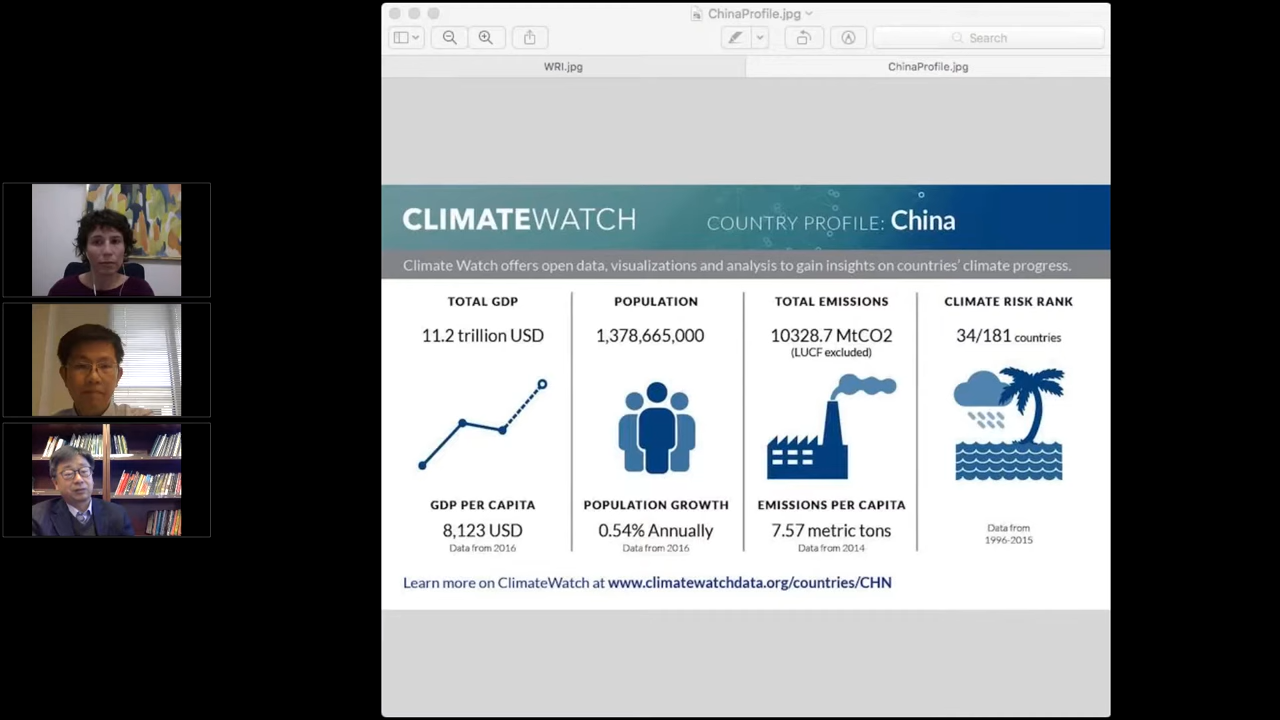 ChinaProfile.jpg
Search
WRI.jpg
ChinaProfile.jpg
CLIMATEWATCH
COUNTRY PROFILE: China
Climate Watch offers open data, visualizations and analysis to gain insights on countries' climate progress.
TOTAL GDP
11.2 trillion USD
GDP PER CAPITA
8,123 USD
Data from 2016
POPULATION
1,378,665,000
POPULATION GROWTH
0.54% Annually
Data from 2016
TOTAL EMISSIONS
10328.7 MtCO2
(LUCF excluded)
EMISSIONS PER CAPITA
7.57 metric tons
Data from 2014
CLIMATE RISK RANK
34/181 countries
Data from
1996-2015
Learn more on ClimateWatch at www.climatewatchdata.org/countries/CHN